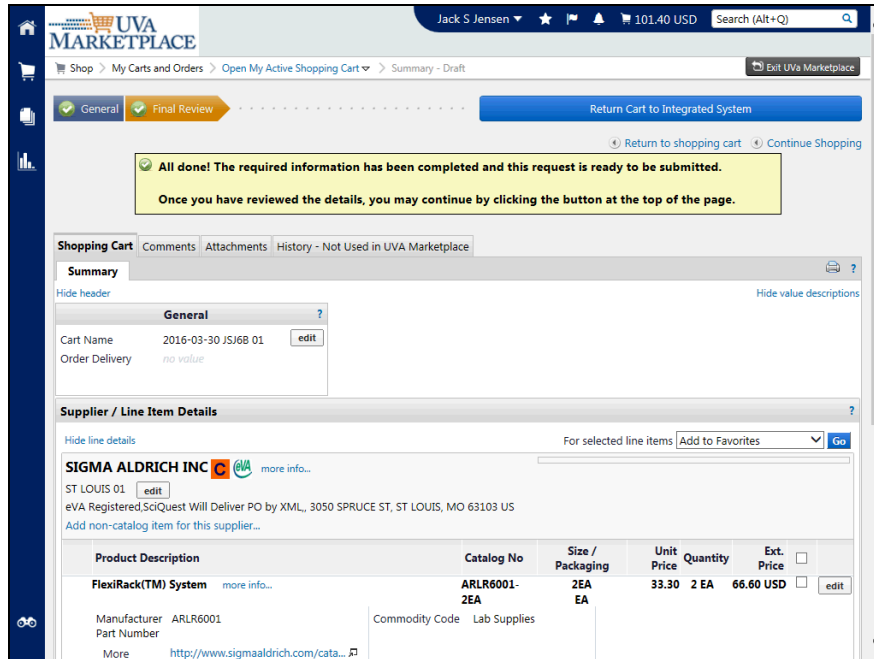 UVA
MARKETPLACE
Jack S Jensen
101.40 USD
Search (Alt+Q)
Shop > My Carts and Orders > Open My Active Shopping Cart > Summary - Draft
Exit UVa Marketplace
General
Final Review
Return Cart to Integrated System
Return to shopping cart
Continue Shopping
All done! The required information has been completed and this request is ready to be submitted.
Once you have reviewed the details, you may continue by clicking the button at the top of the page.
Shopping Cart Comments Attachments History - Not Used in UVA Marketplace
Summary ?
Hide header Hide value descriptions
General ?
Cart Name 2016-03-30 JSJ6B 01 edit
Order Delivery no value
Supplier / Line Item Details ?
Hide line details For selected line items Add to Favorites Go
SIGMA ALDRICH INC C eVA more info...
ST LOUIS 01 edit
eVA Registered,SciQuest Will Deliver PO by XML,, 3050 SPRUCE ST, ST LOUIS, MO 63103 US
Add non-catalog item for this supplier...
Product Description Catalog No Size / Packaging Unit Price Quantity Ext. Price
FlexiRack(TM) System more info... ARLR6001-2EA 2EA EA 33.30 2 EA 66.60 USD edit
Manufacturer Part Number ARLR6001 Commodity Code Lab Supplies
More http://www.sigmaaldrich.com/cata...